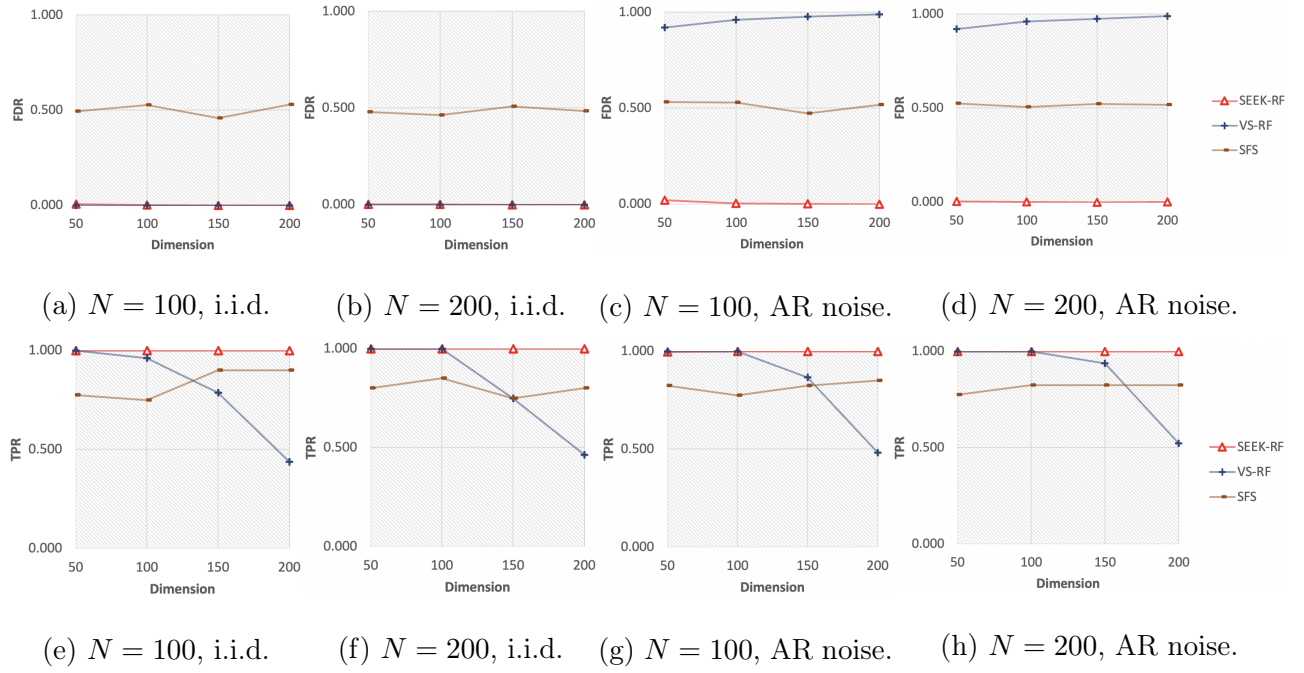 1.000
0.500
0.000
FDR
50 100 150 200
Dimension
1.000
0.500
0.000
FDR
50 100 150 200
Dimension
1.000
0.500
0.000
FDR
50 100 150 200
Dimension
1.000
0.500
0.000
FDR
50 100 150 200
Dimension
SEEK-RF
VS-RF
SFS
(a) N = 100, i.i.d.
(b) N = 200, i.i.d.
(c) N = 100, AR noise.
(d) N = 200, AR noise.
1.000
0.500
0.000
TPR
50 100 150 200
Dimension
1.000
0.500
0.000
TPR
50 100 150 200
Dimension
1.000
0.500
0.000
TPR
50 100 150 200
Dimension
1.000
0.500
0.000
TPR
50 100 150 200
Dimension
SEEK-RF
VS-RF
SFS
(e) N = 100, i.i.d.
(f) N = 200, i.i.d.
(g) N = 100, AR noise.
(h) N = 200, AR noise.